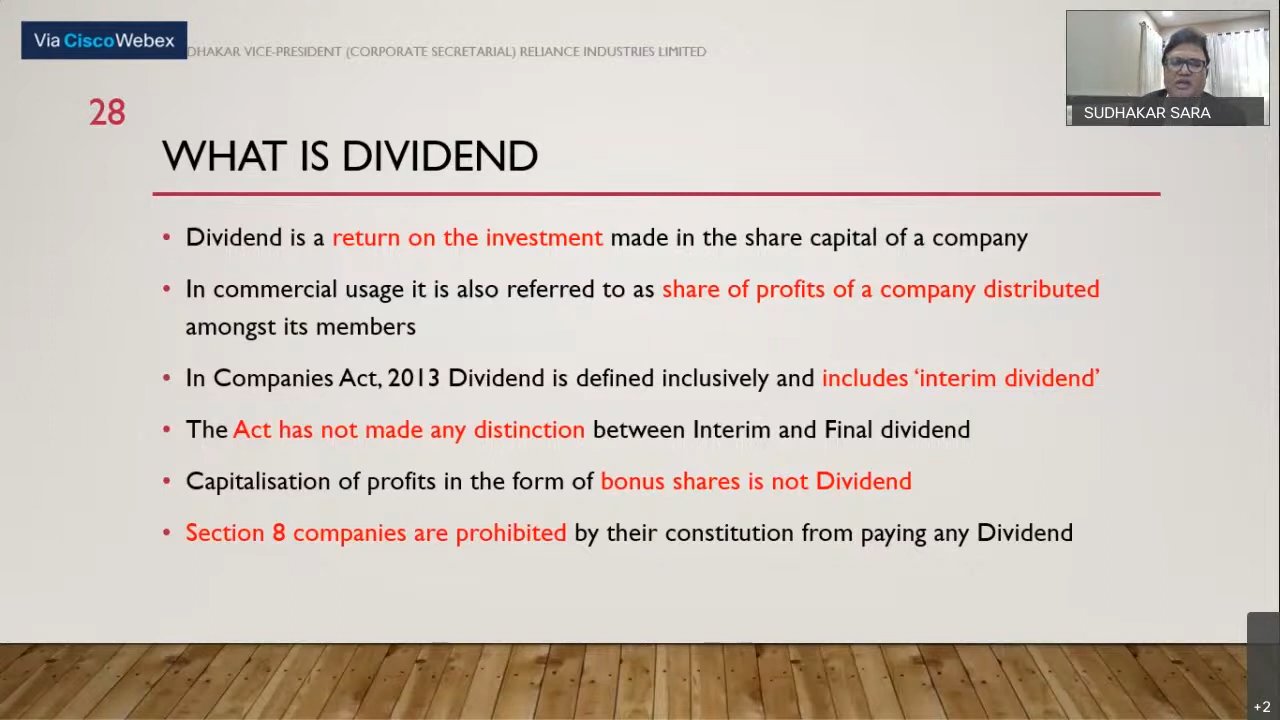 Via Cisco Webex
DHAKAR VICE-PRESIDENT (CORPORATE SECRETARIAL) RELIANCE INDUSTRIES LIMITED
SUDHAKAR SARA
28
WHAT IS DIVIDEND
• Dividend is a return on the investment made in the share capital of a company
• In commercial usage it is also referred to as share of profits of a company distributed
amongst its members
• In Companies Act, 2013 Dividend is defined inclusively and includes ‘interim dividend’
• The Act has not made any distinction between Interim and Final dividend
• Capitalisation of profits in the form of bonus shares is not Dividend
• Section 8 companies are prohibited by their constitution from paying any Dividend
+2